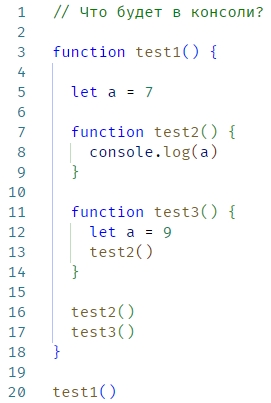 1 // Что будет в консоли?
2
3 function test1() {
4
5   let a = 7
6
7   function test2() {
8     console.log(a)
9   }
10
11   function test3() {
12     let a = 9
13     test2()
14   }
15
16   test2()
17   test3()
18 }
19
20 test1()